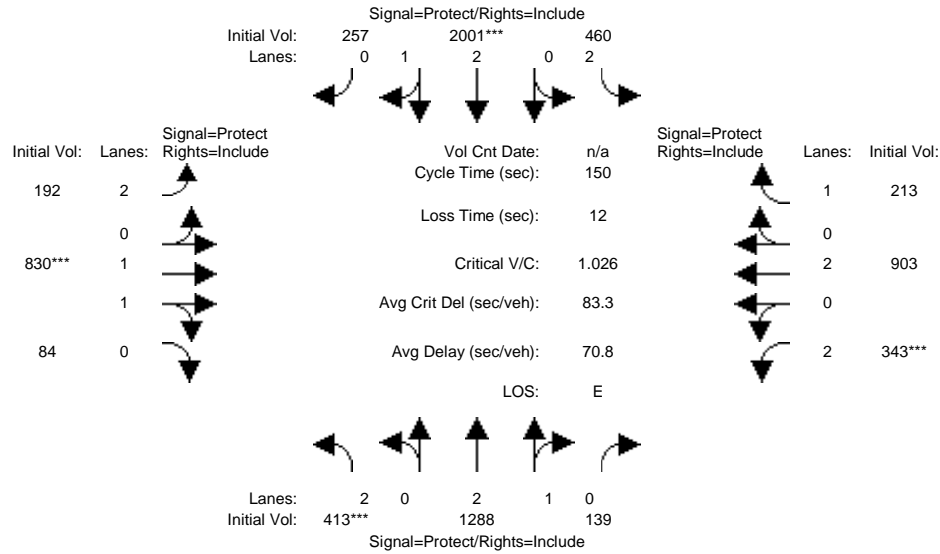 Signal=Protect/Rights=Include
Initial Vol: 257 2001*** 460
Lanes: 0 1 2 0 2
Signal=Protect
Initial Vol: Lanes: Rights=Include
Vol Cnt Date: n/a
Signal=Protect
Rights=Include Lanes: Initial Vol:
Cycle Time (sec): 150
192 2
1 213
Loss Time (sec): 12
0
0
830*** 1
Critical V/C: 1.026
2 903
1
Avg Crit Del (sec/veh): 83.3
0
84 0
Avg Delay (sec/veh): 70.8
2 343***
LOS: E
Lanes: 2 0 2 1 0
Initial Vol: 413*** 1288 139
Signal=Protect/Rights=Include